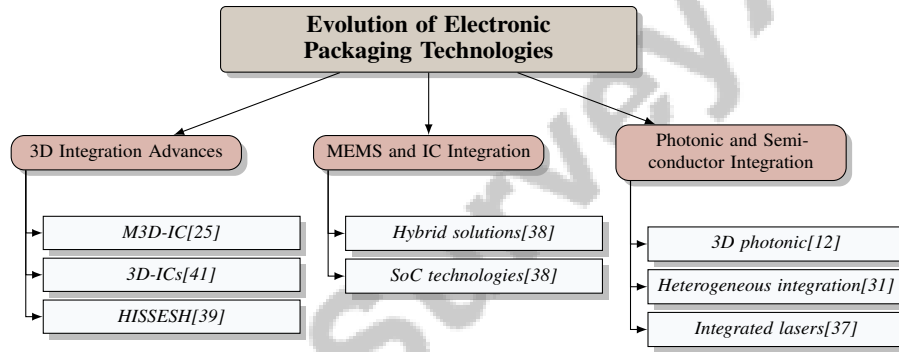 Evolution of Electronic
Packaging Technologies
3D Integration Advances
M3D-IC[25]
3D-ICs[41]
HISSESH[39]
MEMS and IC Integration
Hybrid solutions[38]
SoC technologies[38]
Photonic and Semi-
conductor Integration
3D photonic[12]
Heterogeneous integration[31]
Integrated lasers[37]